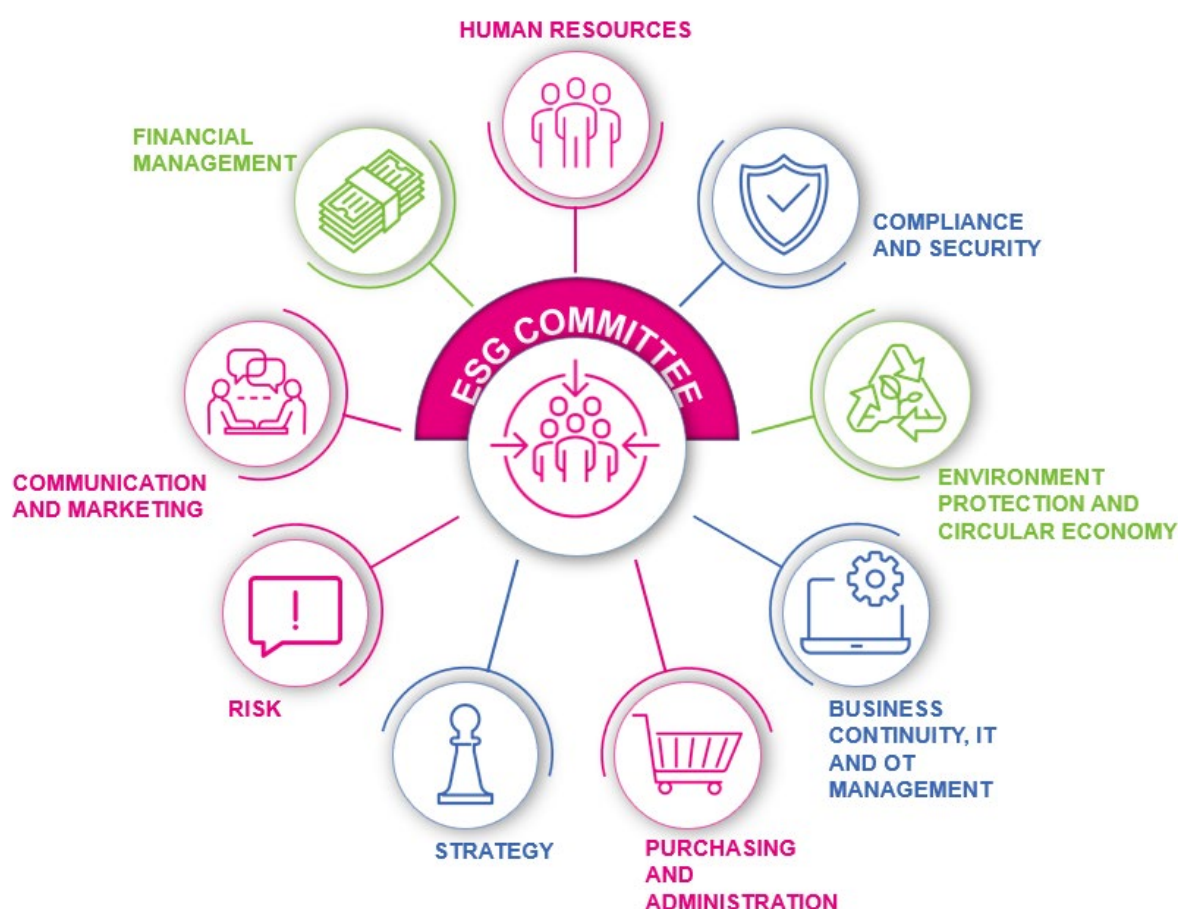 HUMAN RESOURCES
FINANCIAL
MANAGEMENT
COMPLIANCE
AND SECURITY
ESG COMMITTEE
COMMUNICATION
AND MARKETING
ENVIRONMENT
PROTECTION AND
CIRCULAR ECONOMY
RISK
BUSINESS
CONTINUITY, IT
AND OT
MANAGEMENT
STRATEGY
PURCHASING
AND
ADMINISTRATION